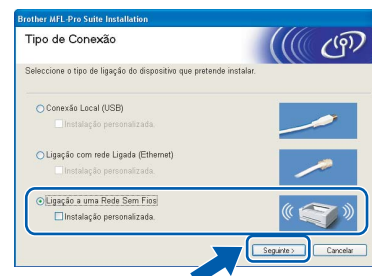 Brother MFL-Pro Suite Installation
Tipo de Conexão
Seleccione o tipo de ligação do dispositivo que pretende instalar.
Conexão Local (USB)
Instalação personalizada.
Ligação com rede Ligada (Ethernet)
Instalação personalizada.
Ligação a uma Rede Sem Fios
Instalação personalizada.
Seguinte > Cancelar